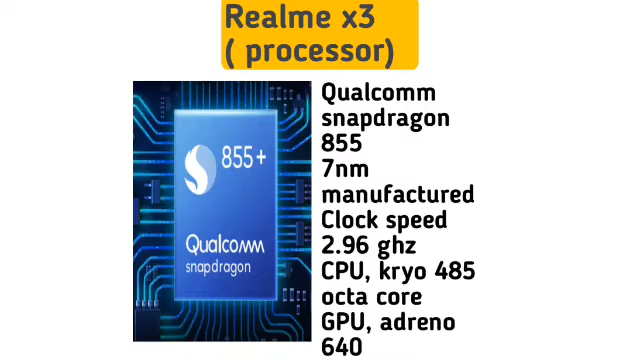 Realme x3
( processor)
855+
Qualcomm
snapdragon
Qualcomm
snapdragon
855
7nm
manufactured
Clock speed
2.96 ghz
CPU, kryo 485
octa core
GPU, adreno
640